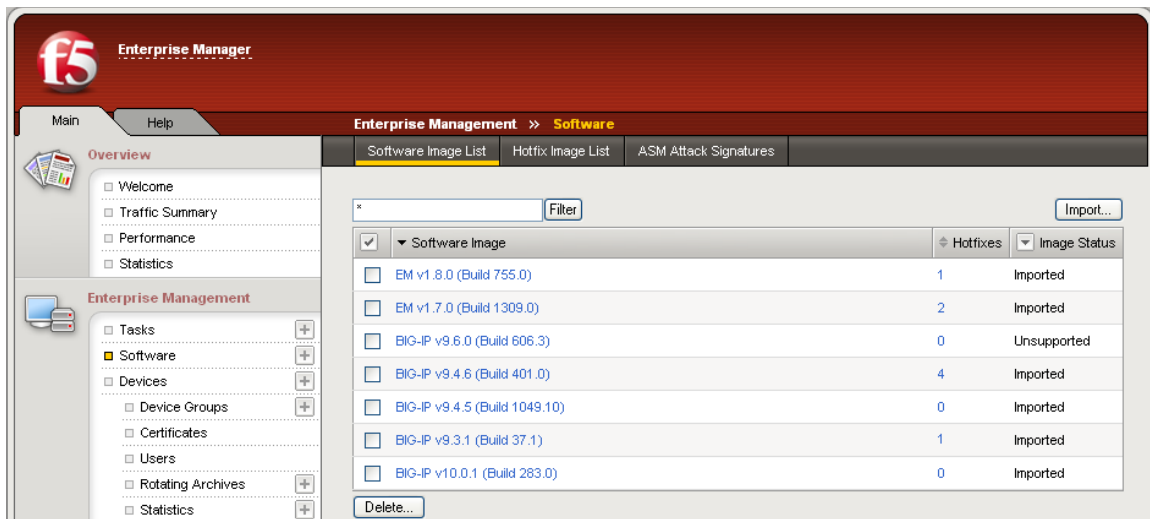 f5
Enterprise Manager
Main
Help
Enterprise Management >> Software
Software Image List
Hotfix Image List
ASM Attack Signatures
Overview
Welcome
Traffic Summary
Performance
Statistics
Enterprise Management
Tasks
Software
Devices
Device Groups
Certificates
Users
Rotating Archives
Statistics
*
Filter
Import...
Software Image Hotfixes Image Status
EM v1.8.0 (Build 755.0) 1 Imported
EM v1.7.0 (Build 1309.0) 2 Imported
BIG-IP v9.6.0 (Build 606.3) 0 Unsupported
BIG-IP v9.4.6 (Build 401.0) 4 Imported
BIG-IP v9.4.5 (Build 1049.10) 0 Imported
BIG-IP v9.3.1 (Build 37.1) 1 Imported
BIG-IP v10.0.1 (Build 283.0) 0 Imported
Delete...